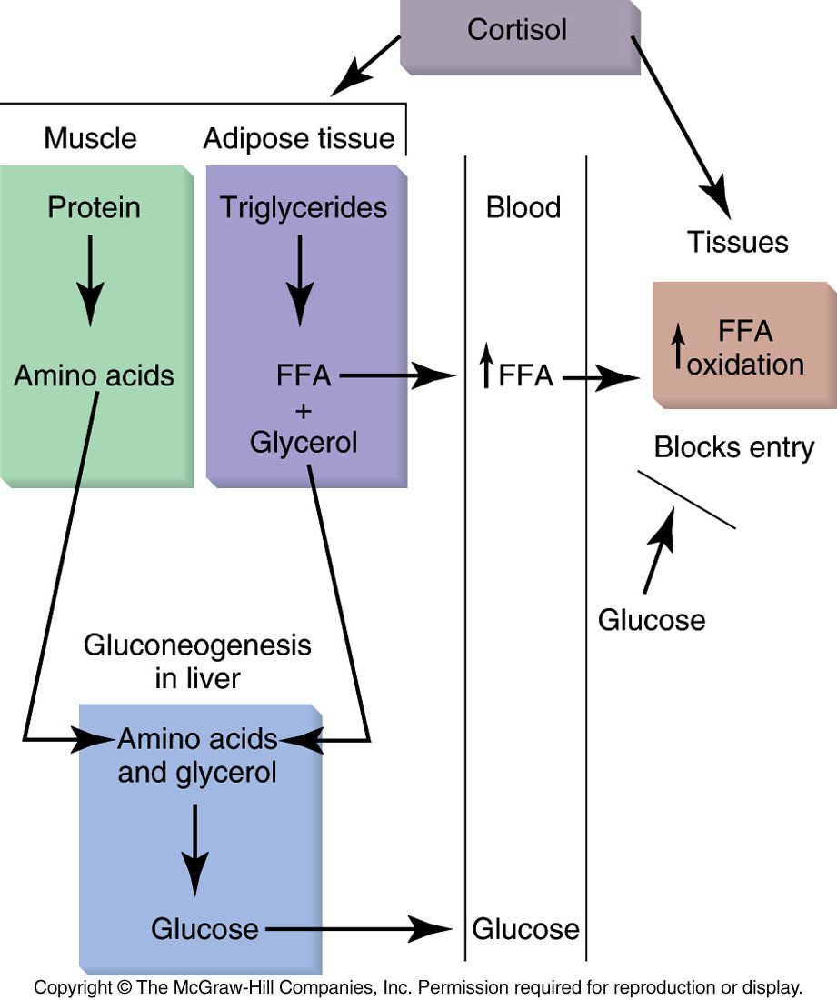 Cortisol
Muscle
Adipose tissue
Protein
Triglycerides
Blood
Tissues
Amino acids
FFA
+
Glycerol
FFA
FFA
oxidation
Blocks entry
Glucose
Gluconeogenesis
in liver
Amino acids
and glycerol
Glucose
Glucose
Copyright © The McGraw-Hill Companies, Inc. Permission required for reproduction or display.